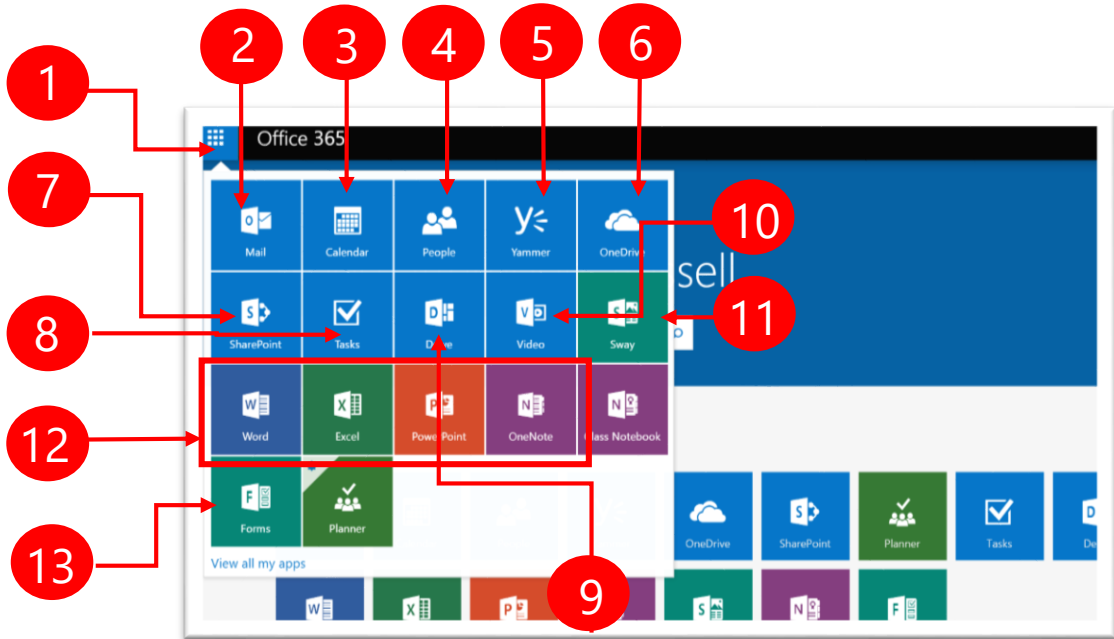 2 3 4 5 6
1
Office 365
7
Mail Calendar People Yammer OneDrive
10
sell
8
SharePoint Tasks Delve Video Sway
11
12
Word Excel PowerPoint OneNote Class Notebook
Forms Planner
OneDrive SharePoint Planner Tasks De
View all my apps
13
9